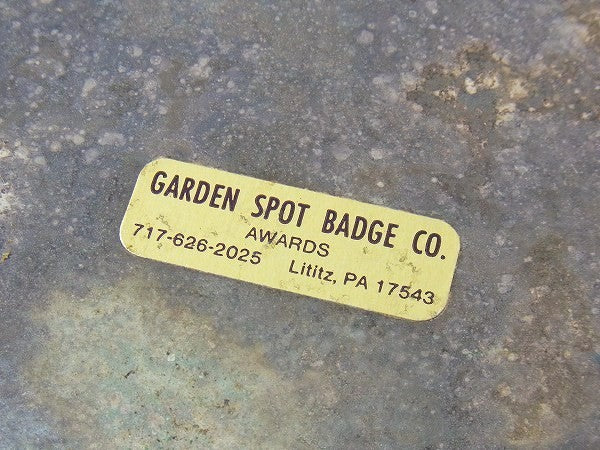 GARDEN SPOT BADGE CO.
AWARDS
717-626-2025 Lititz, PA 17543